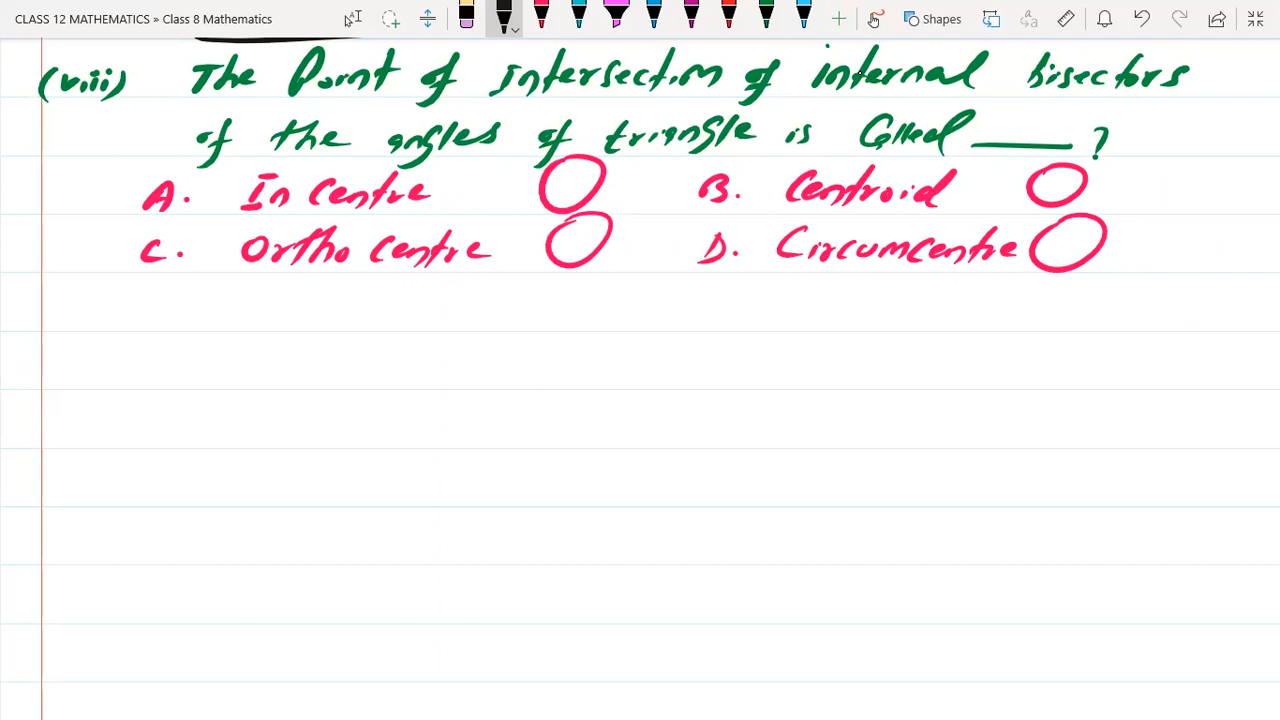 CLASS 12 MATHEMATICS » Class 8 Mathematics Shapes
(viii) The Point of intersection of internal bisectors
of the angles of triangle is Called ____ ?
A. In Centre B. Centroid
C. Ortho Centre D. Circumcentre